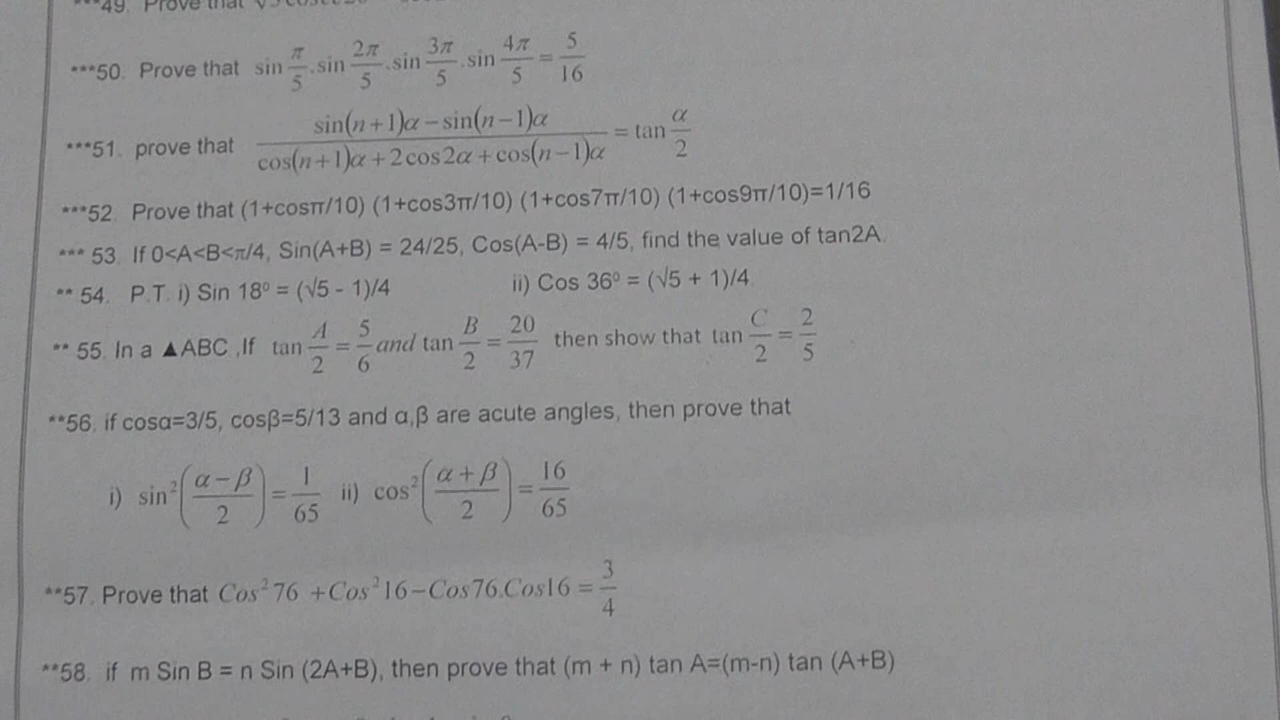 ***49. Prove that
***50. Prove that sin π/5 . sin 2π/5 . sin 3π/5 . sin 4π/5 = 5/16
***51. prove that sin(n+1)α − sin(n−1)α / cos(n+1)α + 2cos2α + cos(n−1)α = tan α/2
***52. Prove that (1+cosπ/10) (1+cos3π/10) (1+cos7π/10) (1+cos9π/10)=1/16
*** 53. If 0<A<B<π/4, Sin(A+B) = 24/25, Cos(A-B) = 4/5, find the value of tan2A.
** 54. P.T. i) Sin 18⁰ = (√5 - 1)/4 ii) Cos 36⁰ = (√5 + 1)/4
** 55. In a ▲ABC ,If tan A/2 = 5/6 and tan B/2 = 20/37 then show that tan C/2 = 2/5
**56. if cosα=3/5, cosβ=5/13 and α,β are acute angles, then prove that
i) sin²(α−β/2) = 1/65 ii) cos²(α+β/2) = 16/65
**57. Prove that Cos²76 +Cos²16−Cos76.Cos16 = 3/4
**58. if m Sin B = n Sin (2A+B), then prove that (m + n) tan A=(m-n) tan (A+B)